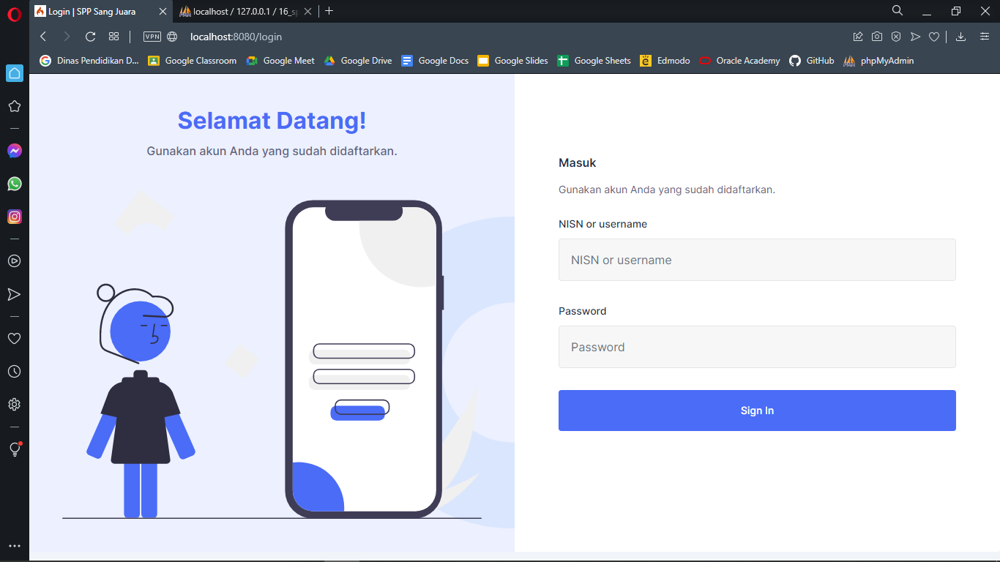 Login | SPP Sang Juara
localhost / 127.0.0.1 / 16_s
VPN
localhost:8080/login
Dinas Pendidikan D...
Google Classroom
Google Meet
Google Drive
Google Docs
Google Slides
Google Sheets
Edmodo
Oracle Academy
GitHub
phpMyAdmin
Selamat Datang!
Gunakan akun Anda yang sudah didaftarkan.
Masuk
Gunakan akun Anda yang sudah didaftarkan.
NISN or username
NISN or username
Password
Password
Sign In